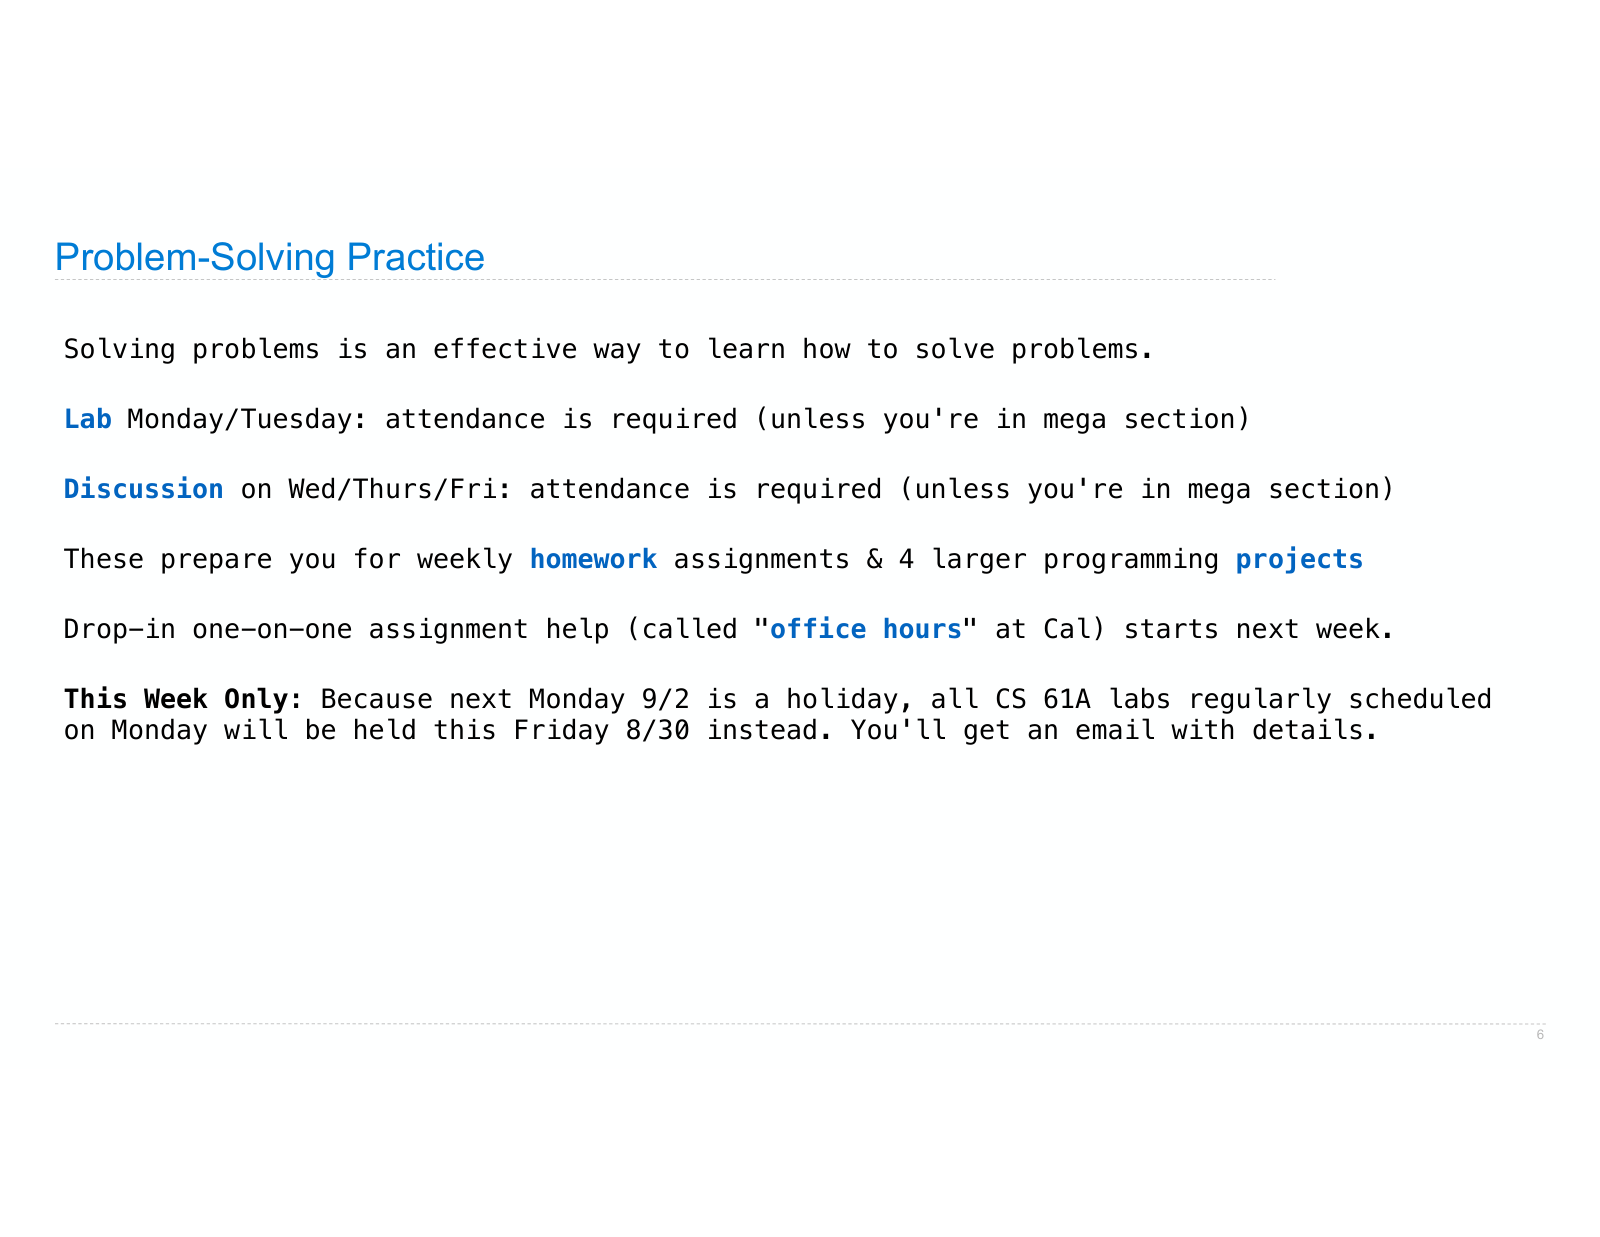 Problem-Solving Practice
Solving problems is an effective way to learn how to solve problems.
Lab Monday/Tuesday: attendance is required (unless you're in mega section)
Discussion on Wed/Thurs/Fri: attendance is required (unless you're in mega section)
These prepare you for weekly homework assignments & 4 larger programming projects
Drop-in one-on-one assignment help (called "office hours" at Cal) starts next week.
This Week Only: Because next Monday 9/2 is a holiday, all CS 61A labs regularly scheduled
on Monday will be held this Friday 8/30 instead. You'll get an email with details.
6